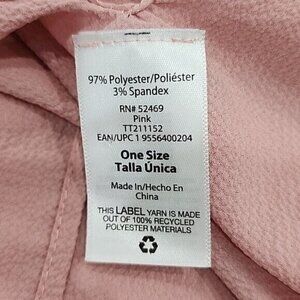 97% Polyester/Poliéster
3% Spandex
RN# 52469
Pink
TT211152
EAN/UPC 1 9556400204
One Size
Talla Única
Made In/Hecho En
China
THIS LABEL YARN IS MADE
OUT OF 100% RECYCLED
POLYESTER MATERIALS